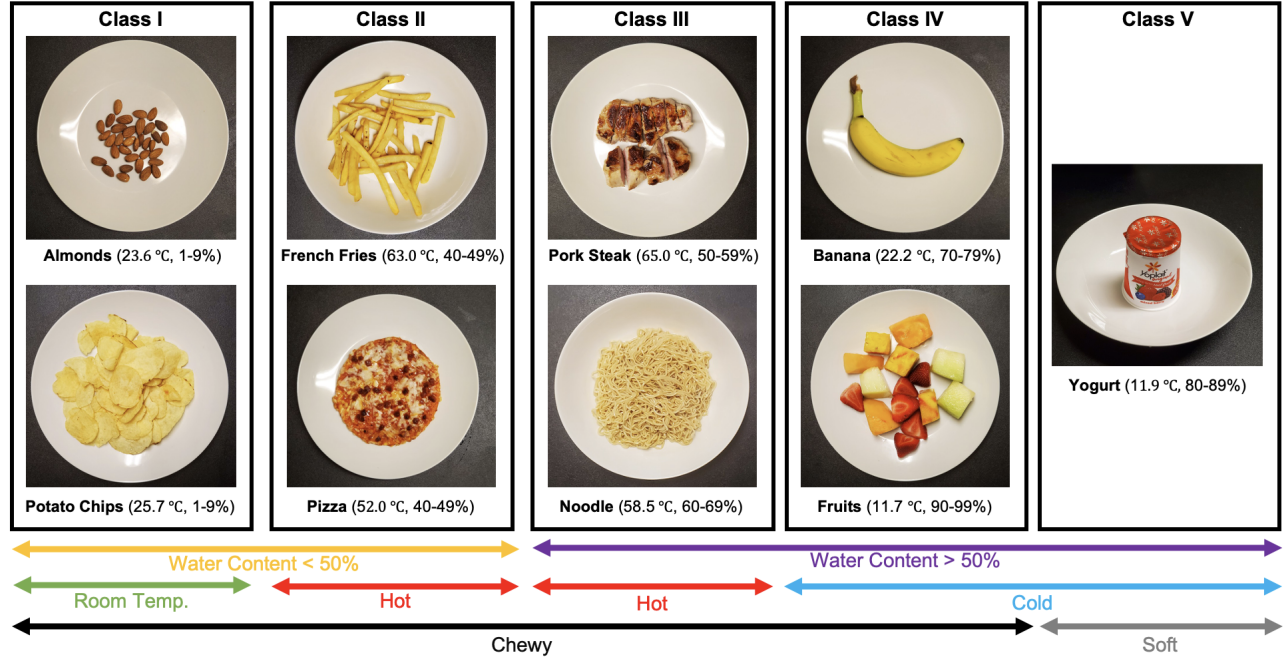 Class I
Class II
Class III
Class IV
Class V
Almonds (23.6 ℃, 1-9%)
French Fries (63.0 ℃, 40-49%)
Pork Steak (65.0 ℃, 50-59%)
Banana (22.2 ℃, 70-79%)
Yoplait
Yogurt (11.9 ℃, 80-89%)
Potato Chips (25.7 ℃, 1-9%)
Pizza (52.0 ℃, 40-49%)
Noodle (58.5 ℃, 60-69%)
Fruits (11.7 ℃, 90-99%)
Water Content < 50%
Water Content > 50%
Room Temp.
Hot
Hot
Cold
Chewy
Soft